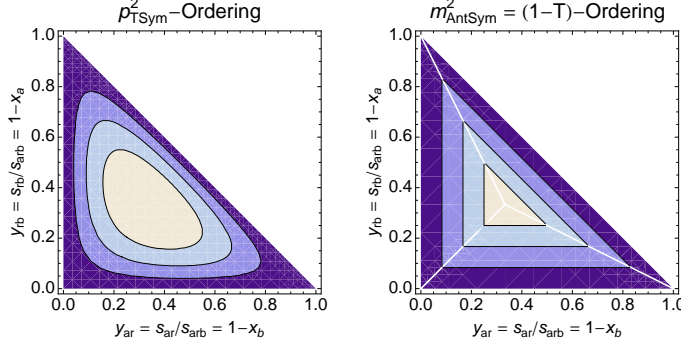 p²TSym−Ordering
1.0
0.8
0.6
0.4
0.2
0.0
yrb = srb/sarb = 1−xa
0.0 0.2 0.4 0.6 0.8 1.0
yar = sar/sarb = 1−xb
m²AntSym = (1−T)−Ordering
1.0
0.8
0.6
0.4
0.2
0.0
yrb = srb/sarb = 1−xa
0.0 0.2 0.4 0.6 0.8 1.0
yar = sar/sarb = 1−xb